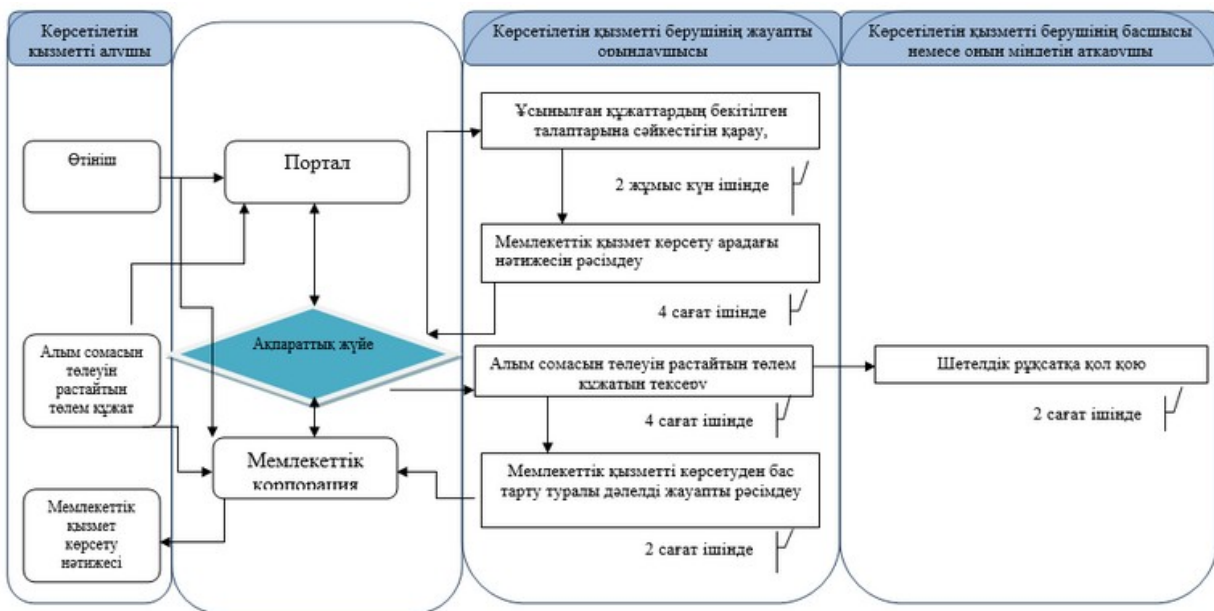 Көрсетілетін
қызметті алушы
Көрсетілетін қызметті берушінің жауапты
орындаушысы
Көрсетілетін қызметті берушінің басшысы
немесе оның міндетін атқарушы
Өтініш
Портал
Ұсынылған құжаттардың бекітілген
талаптарына сәйкестігін қарау,
2 жұмыс күн ішінде
Мемлекеттік қызмет көрсету арадағы
нәтижесін рәсімдеу
4 сағат ішінде
Ақпараттық жүйе
Алым сомасын
төлеуін
растайтын
төлем құжат
Алым сомасын төлеуін растайтын төлем
құжатын тексеру
4 сағат ішінде
Шетелдік рұқсатқа қол қою
2 сағат ішінде
Мемлекеттік
корпорация
Мемлекеттік қызметті көрсетуден бас
тарту туралы дәлелді жауапты рәсімдеу
2 сағат ішінде
Мемлекеттік
қызмет
көрсету
нәтижесі